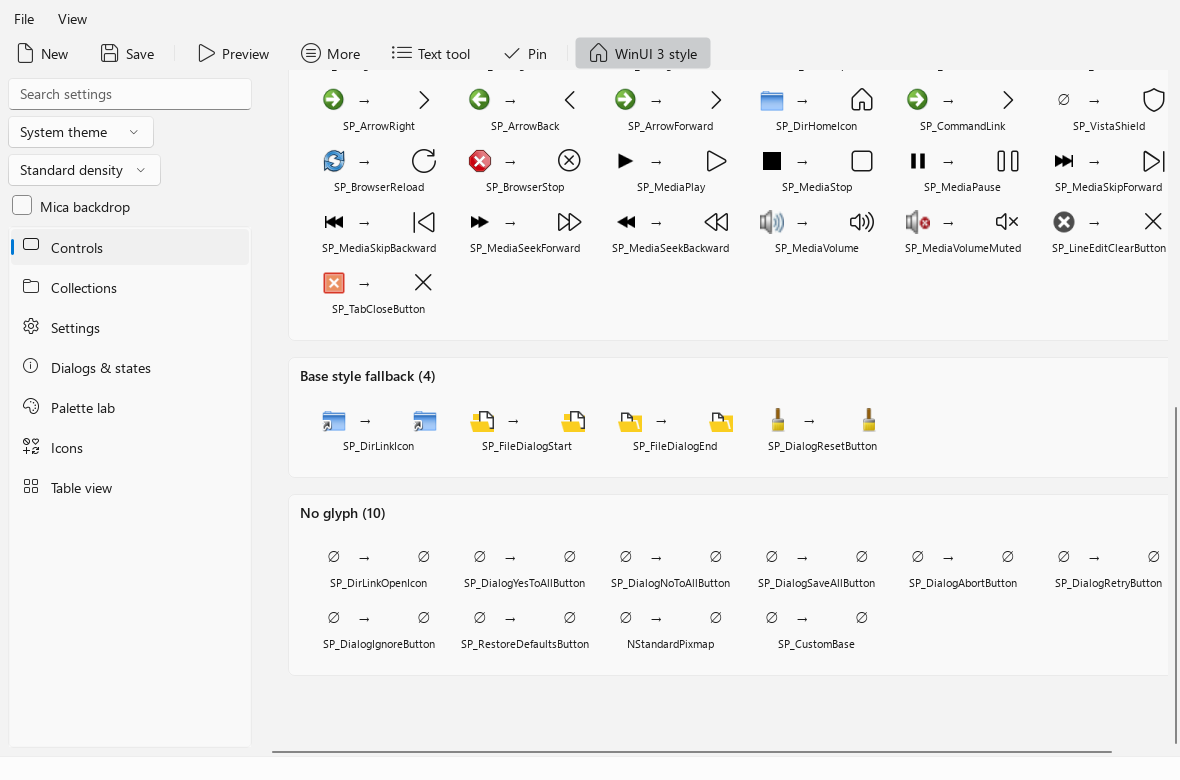 File View
New Save Preview More Text tool Pin WinUI 3 style
Search settings
System theme
Standard density
Mica backdrop
Controls
Collections
Settings
Dialogs & states
Palette lab
Icons
Table view
SP_ArrowRight SP_ArrowBack SP_ArrowForward SP_DirHomeIcon SP_CommandLink SP_VistaShield
SP_BrowserReload SP_BrowserStop SP_MediaPlay SP_MediaStop SP_MediaPause SP_MediaSkipForward
SP_MediaSkipBackward SP_MediaSeekForward SP_MediaSeekBackward SP_MediaVolume SP_MediaVolumeMuted SP_LineEditClearButton
SP_TabCloseButton
Base style fallback (4)
SP_DirLinkIcon SP_FileDialogStart SP_FileDialogEnd SP_DialogResetButton
No glyph (10)
SP_DirLinkOpenIcon SP_DialogYesToAllButton SP_DialogNoToAllButton SP_DialogSaveAllButton SP_DialogAbortButton SP_DialogRetryButton
SP_DialogIgnoreButton SP_RestoreDefaultsButton NStandardPixmap SP_CustomBase